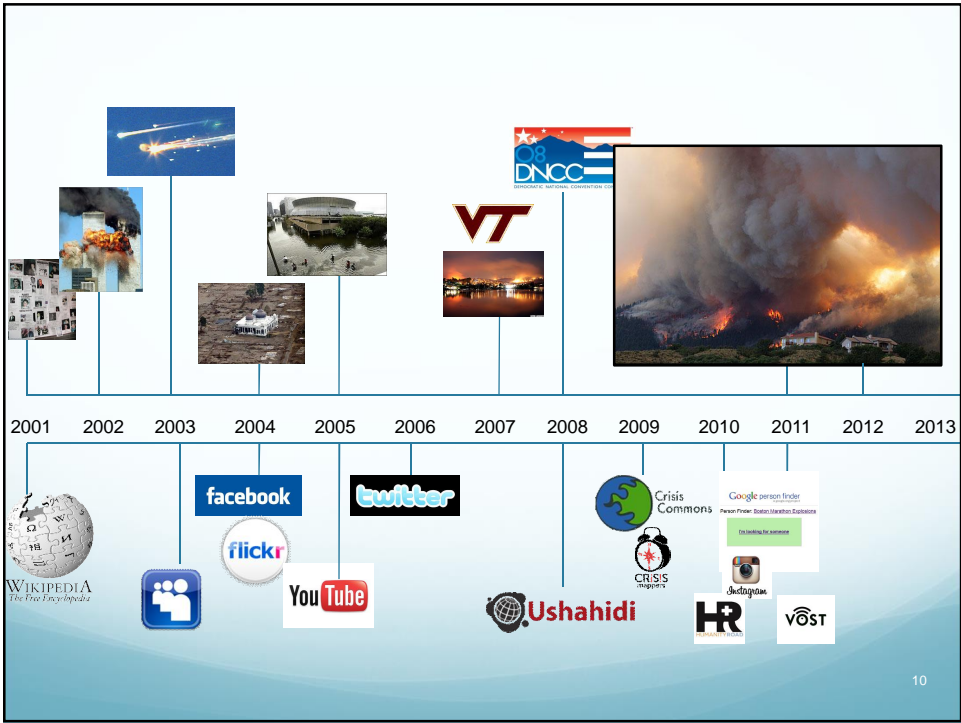 08
DNCC
DEMOCRATIC NATIONAL CONVENTION
VT
2001 2002 2003 2004 2005 2006 2007 2008 2009 2010 2011 2012 2013
WIKIPEDIA
The Free Encyclopedia
facebook
flickr
YouTube
twitter
Ushahidi
Crisis
Commons
CRISIS
mappers
Google person finder
Person Finder: Boston Marathon Explosions
I'm looking for someone
Instagram
HR
HUMANITY ROAD
VOST
10